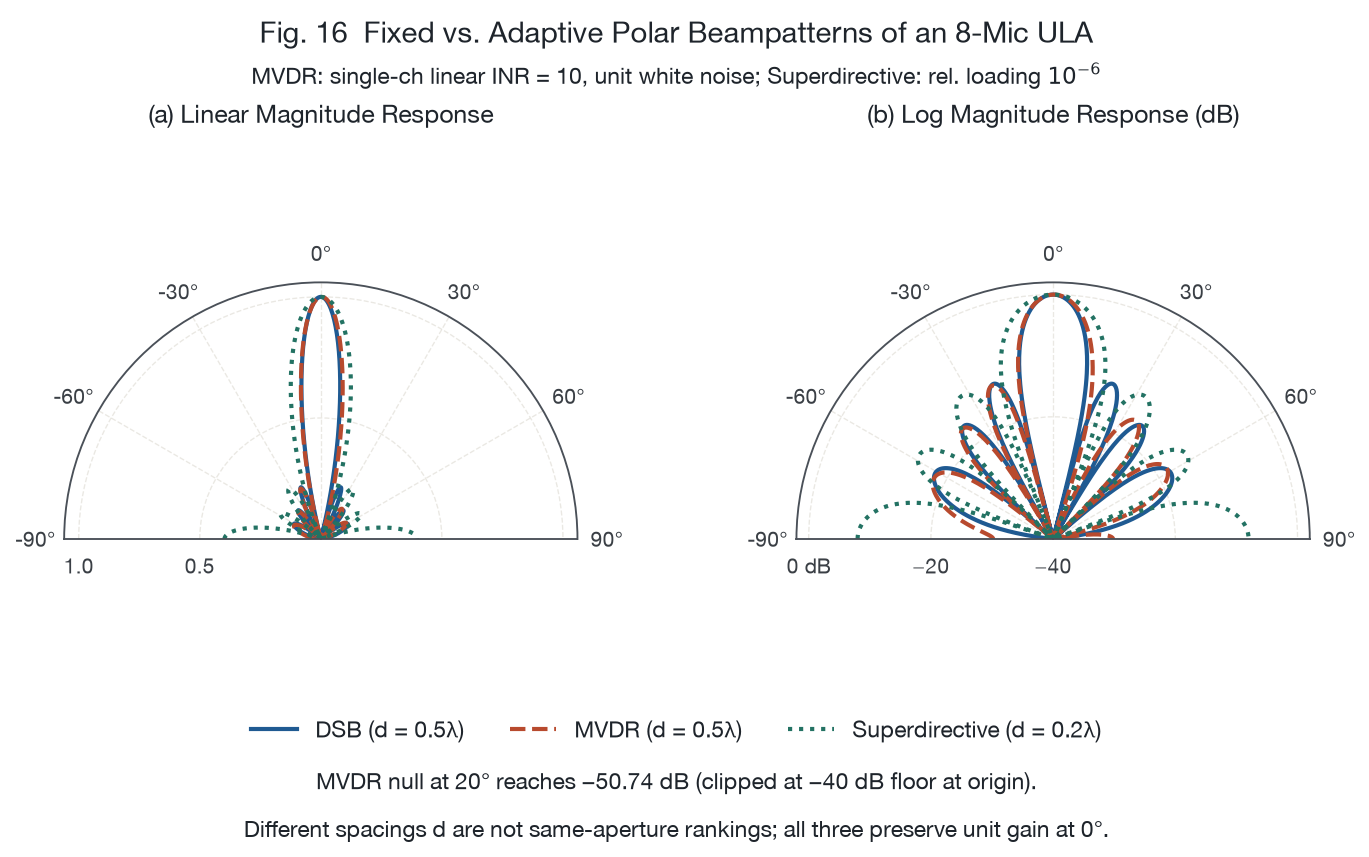 Fig. 16  Fixed vs. Adaptive Polar Beampatterns of an 8-Mic ULA
MVDR: single-ch linear INR = 10, unit white noise; Superdirective: rel. loading 10⁻⁶
(a) Linear Magnitude Response
(b) Log Magnitude Response (dB)
0°
-30°
30°
-60°
60°
-90°
90°
1.0
0.5
0°
-30°
30°
-60°
60°
-90°
90°
0 dB
−20
−40
DSB (d = 0.5λ)
MVDR (d = 0.5λ)
Superdirective (d = 0.2λ)
MVDR null at 20° reaches −50.74 dB (clipped at −40 dB floor at origin).
Different spacings d are not same-aperture rankings; all three preserve unit gain at 0°.